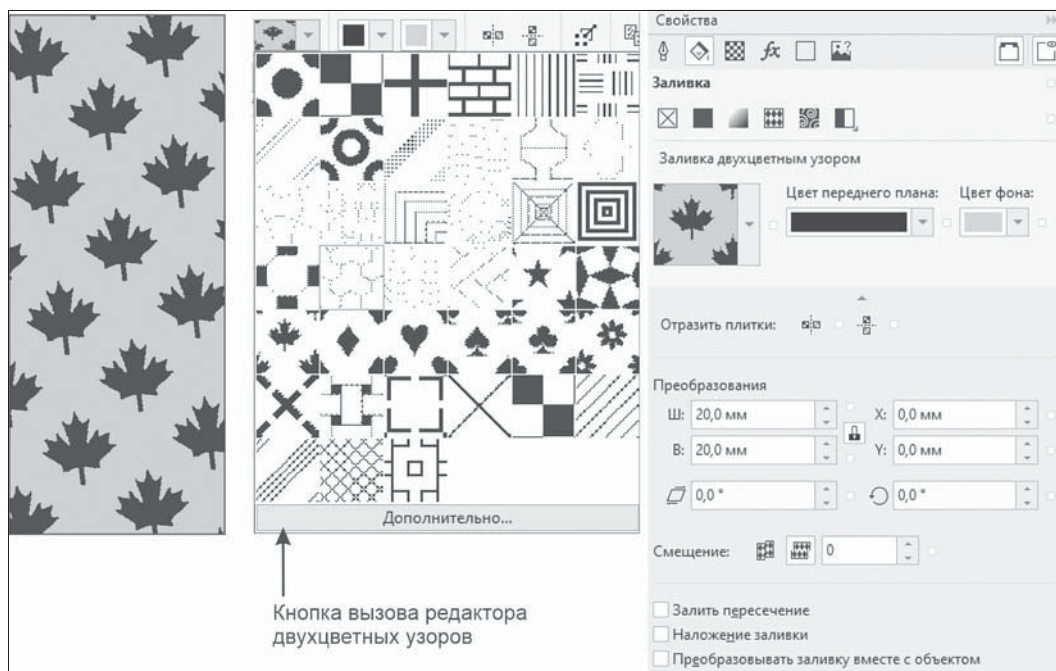 Свойства
fx
Заливка
Заливка двухцветным узором
Цвет переднего плана: Цвет фона:
Отразить плитки:
Преобразования
Ш: 20,0 мм X: 0,0 мм
В: 20,0 мм Y: 0,0 мм
0,0 ° 0,0 °
Смещение: 0
Залить пересечение
Наложение заливки
Преобразовывать заливку вместе с объектом
Дополнительно...
Кнопка вызова редактора
двухцветных узоров